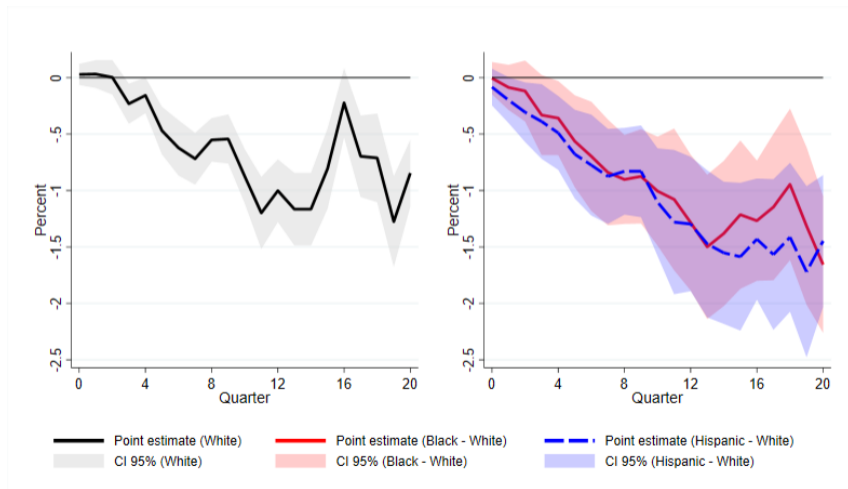 0
-.5
-1
-1.5
-2
-2.5
Percent
0 4 8 12 16 20
Quarter
0
-.5
-1
-1.5
-2
-2.5
Percent
0 4 8 12 16 20
Quarter
Point estimate (White) Point estimate (Black - White) Point estimate (Hispanic - White)
CI 95% (White) CI 95% (Black - White) CI 95% (Hispanic - White)